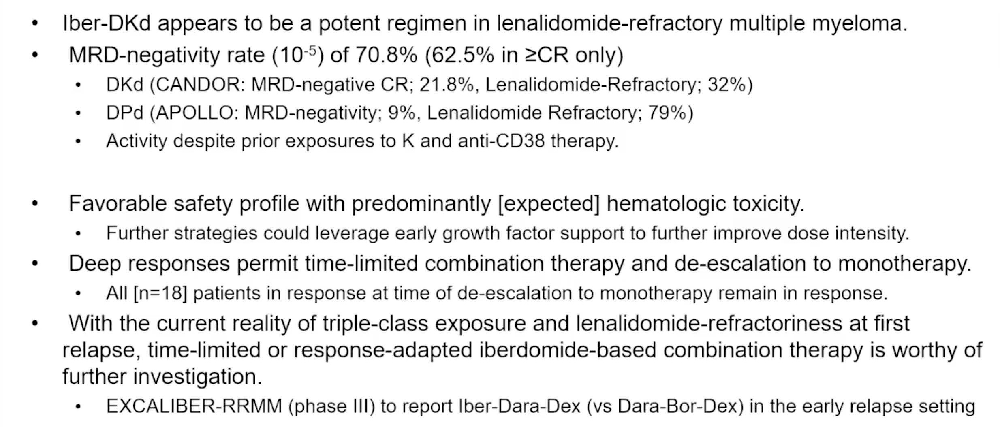 • Iber-DKd appears to be a potent regimen in lenalidomide-refractory multiple myeloma.
• MRD-negativity rate (10⁻⁵) of 70.8% (62.5% in ≥CR only)
• DKd (CANDOR: MRD-negative CR; 21.8%, Lenalidomide-Refractory; 32%)
• DPd (APOLLO: MRD-negativity; 9%, Lenalidomide Refractory; 79%)
• Activity despite prior exposures to K and anti-CD38 therapy.
• Favorable safety profile with predominantly [expected] hematologic toxicity.
• Further strategies could leverage early growth factor support to further improve dose intensity.
• Deep responses permit time-limited combination therapy and de-escalation to monotherapy.
• All [n=18] patients in response at time of de-escalation to monotherapy remain in response.
• With the current reality of triple-class exposure and lenalidomide-refractoriness at first
relapse, time-limited or response-adapted iberdomide-based combination therapy is worthy of
further investigation.
• EXCALIBER-RRMM (phase III) to report Iber-Dara-Dex (vs Dara-Bor-Dex) in the early relapse setting